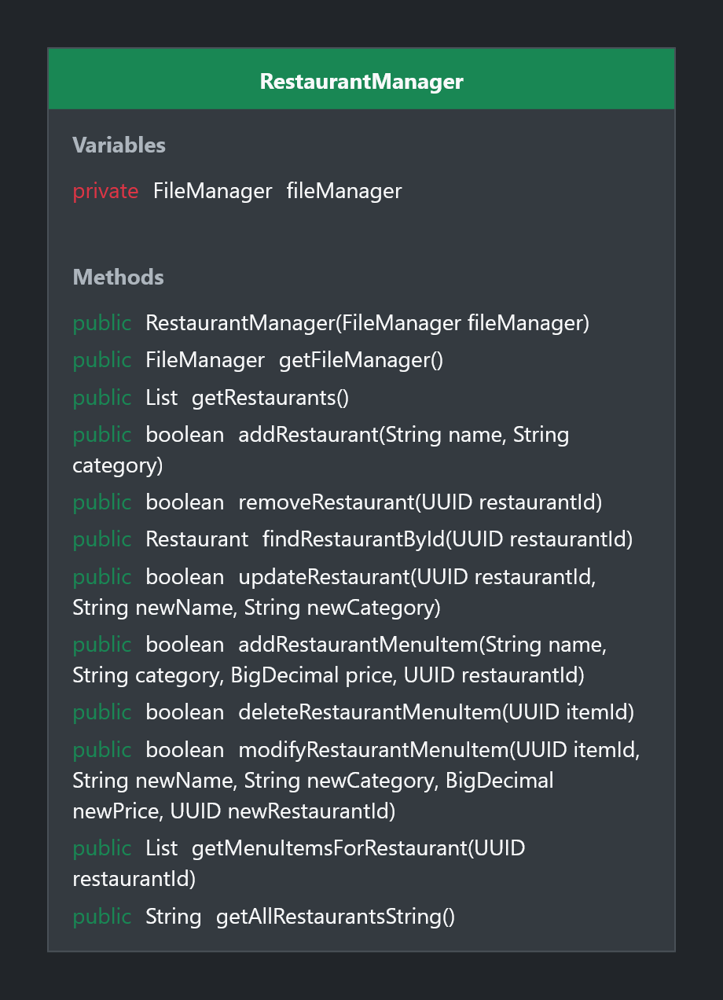 RestaurantManager
Variables
private FileManager fileManager
Methods
public RestaurantManager(FileManager fileManager)
public FileManager getFileManager()
public List getRestaurants()
public boolean addRestaurant(String name, String
category)
public boolean removeRestaurant(UUID restaurantId)
public Restaurant findRestaurantById(UUID restaurantId)
public boolean updateRestaurant(UUID restaurantId,
String newName, String newCategory)
public boolean addRestaurantMenuItem(String name,
String category, BigDecimal price, UUID restaurantId)
public boolean deleteRestaurantMenuItem(UUID itemId)
public boolean modifyRestaurantMenuItem(UUID itemId,
String newName, String newCategory, BigDecimal
newPrice, UUID newRestaurantId)
public List getMenuItemsForRestaurant(UUID
restaurantId)
public String getAllRestaurantsString()